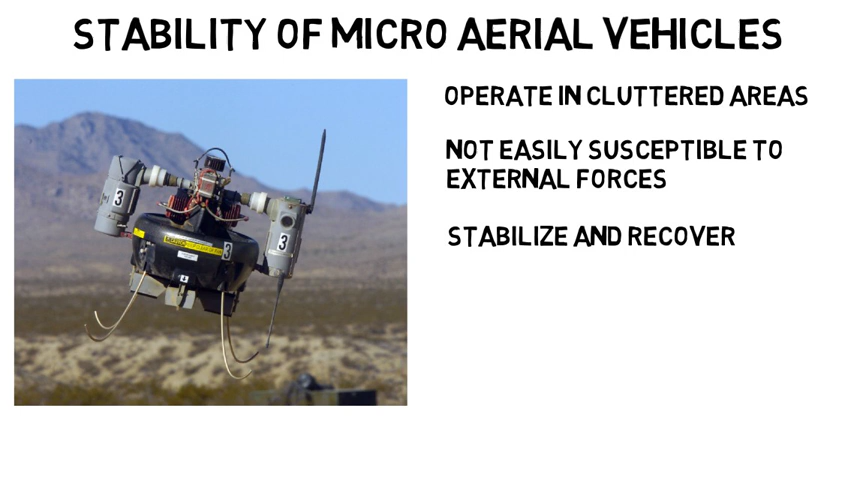 STABILITY OF MICRO AERIAL VEHICLES
OPERATE IN CLUTTERED AREAS
NOT EASILY SUSCEPTIBLE TO
EXTERNAL FORCES
STABILIZE AND RECOVER
3
3
3